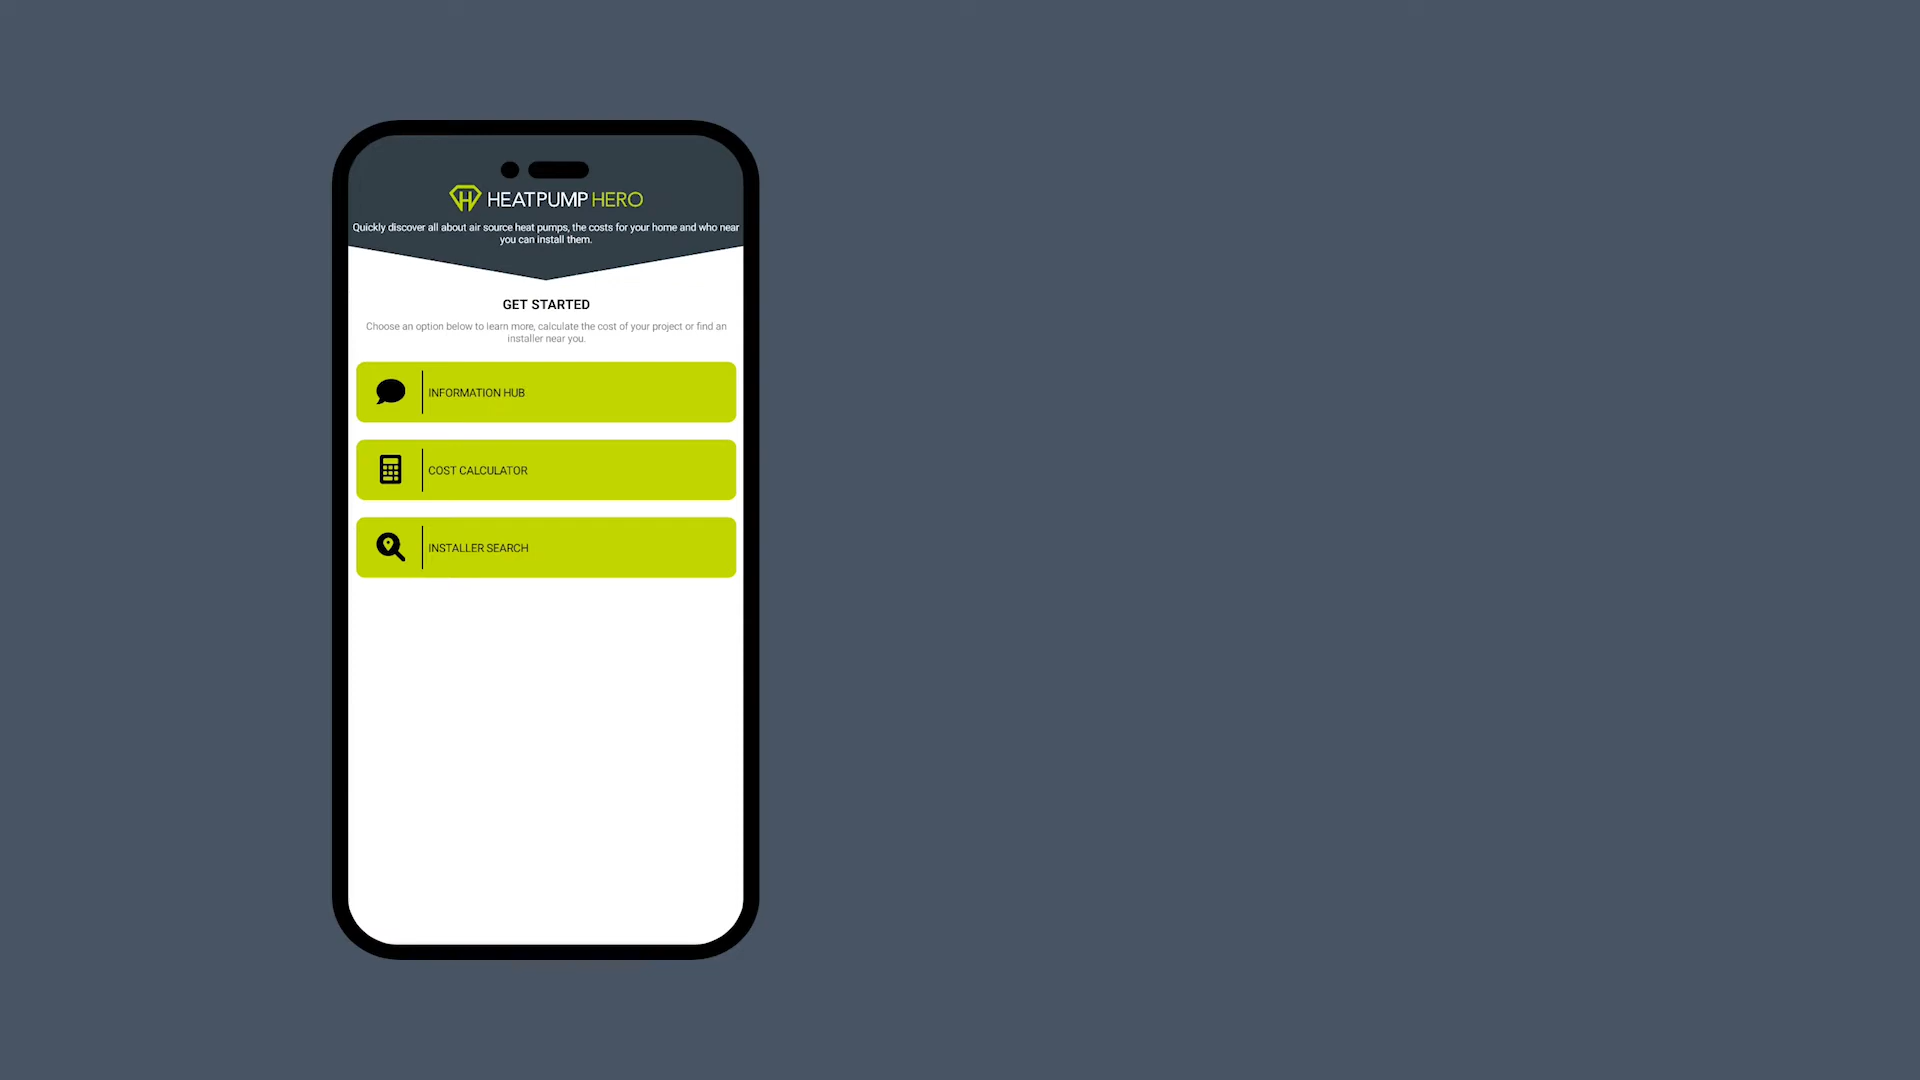 HEATPUMP HERO
Quickly discover all about air source heat pumps, the costs for your home and who near
you can install them.
GET STARTED
Choose an option below to learn more, calculate the cost of your project or find an
installer near you.
INFORMATION HUB
COST CALCULATOR
INSTALLER SEARCH